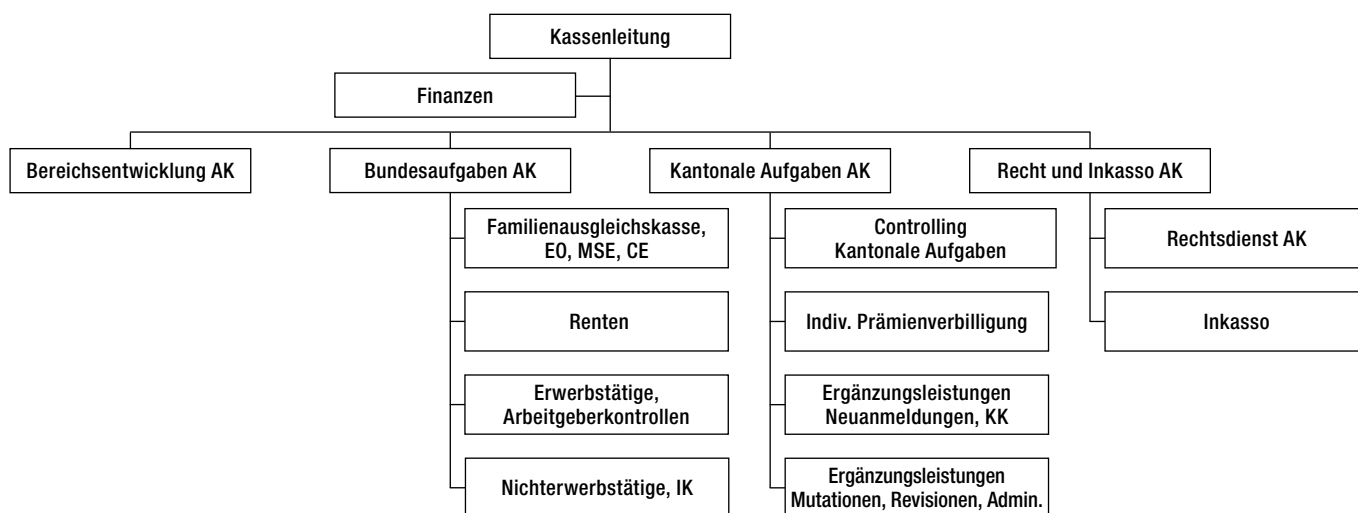 Kassenleitung
Finanzen
Bereichsentwicklung AK
Bundesaufgaben AK
Kantonale Aufgaben AK
Recht und Inkasso AK
Familienausgleichskasse,
EO, MSE, CE
Controlling
Kantonale Aufgaben
Rechtsdienst AK
Renten
Indiv. Prämienverbilligung
Inkasso
Erwerbstätige,
Arbeitgeberkontrollen
Ergänzungsleistungen
Neuanmeldungen, KK
Nichterwerbstätige, IK
Ergänzungsleistungen
Mutationen, Revisionen, Admin.